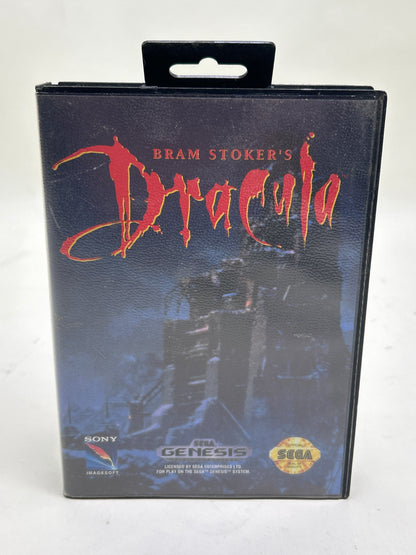 BRAM STOKER'S
Dracula
SONY
IMAGESOFT
SEGA
GENESIS
LICENSED BY SEGA ENTERPRISES LTD.
FOR PLAY ON THE SEGA™ GENESIS™ SYSTEM.
SEGA